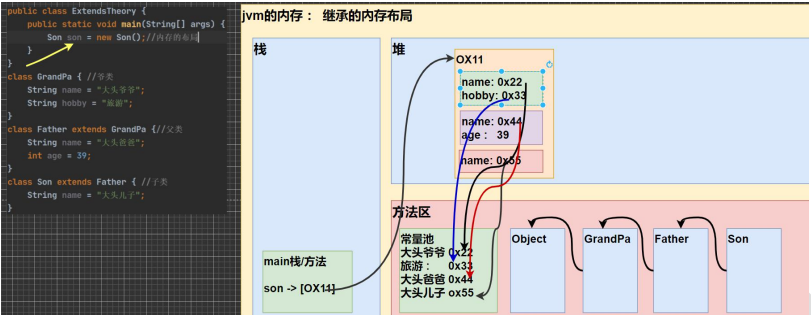 public class ExtendsTheory {
public static void main(String[] args) {
Son son = new Son();//内存的布局
}
}
class GrandPa { //爷类
String name = "大头爷爷";
String hobby = "旅游";
}
class Father extends GrandPa {//父类
String name = "大头爸爸";
int age = 39;
}
class Son extends Father { //子类
String name = "大头儿子";
}
jvm的内存： 继承的内存布局
栈
main栈/方法
son -> [OX11]
堆
OX11
name: 0x22
hobby: 0x33
name: 0x44
age： 39
name: 0x55
方法区
常量池
大头爷爷 0x22
旅游： 0x33
大头爸爸 0x44
大头儿子 ox55
Object
GrandPa
Father
Son